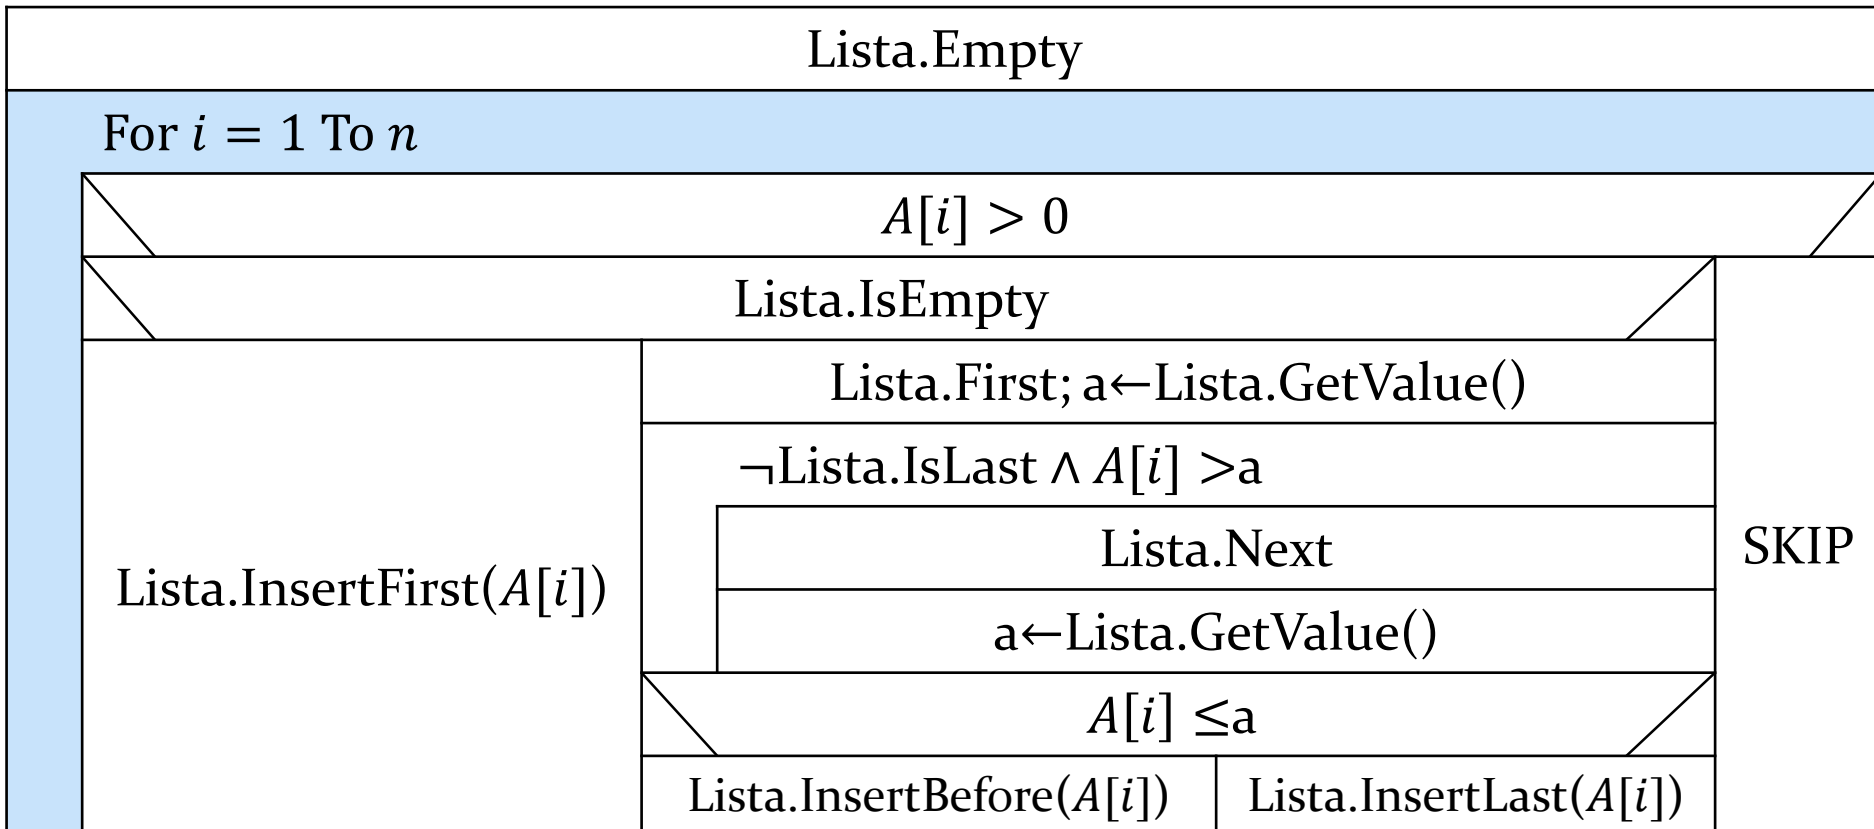 Lista.Empty
For i = 1 To n
A[i] > 0
Lista.IsEmpty
Lista.First; a←Lista.GetValue()
¬Lista.IsLast ∧ A[i] >a
Lista.Next
SKIP
Lista.InsertFirst(A[i])
a←Lista.GetValue()
A[i] ≤a
Lista.InsertBefore(A[i])
Lista.InsertLast(A[i])